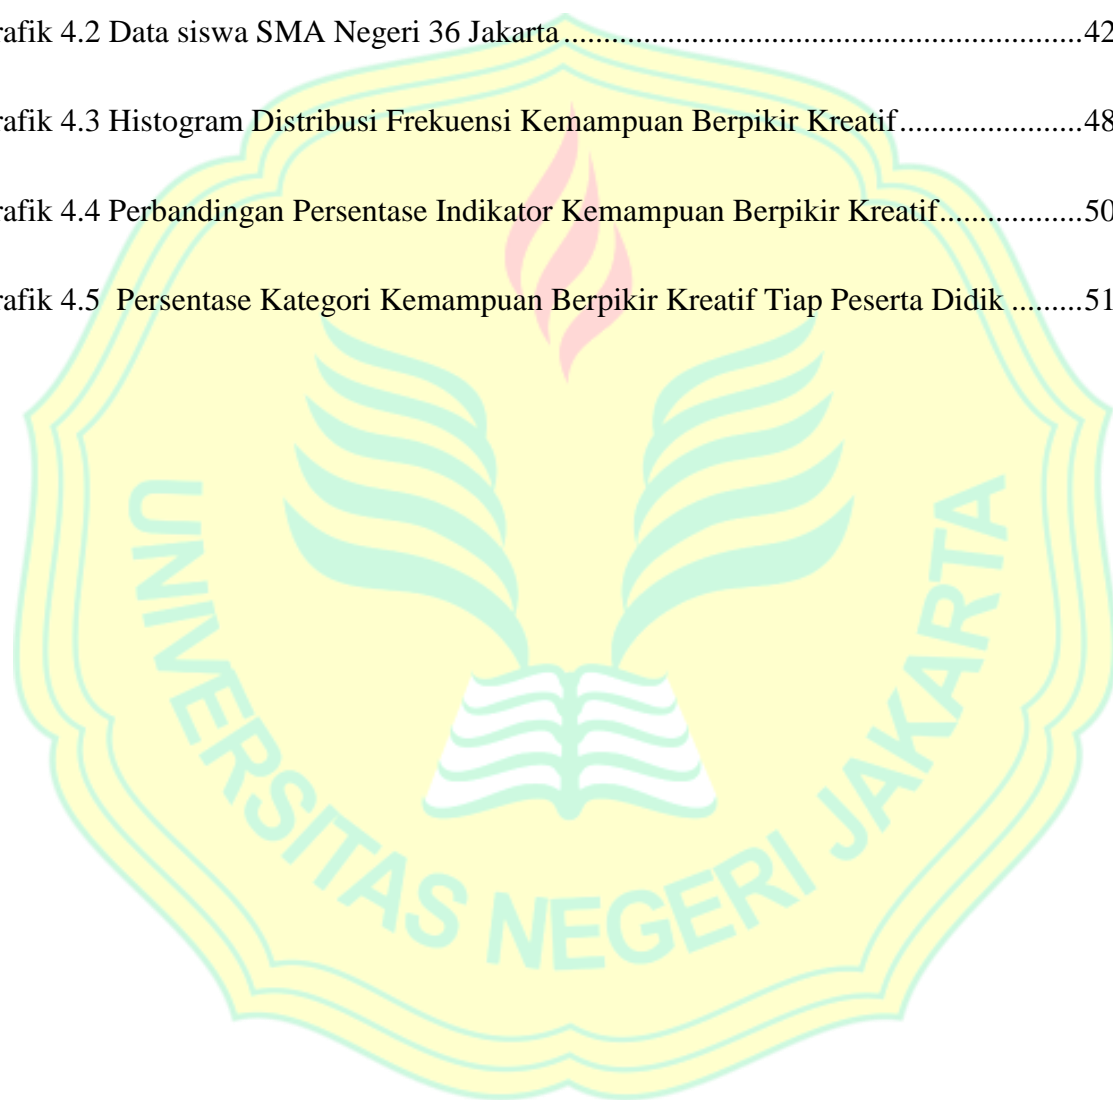 rafik 4.2 Data siswa SMA Negeri 36 Jakarta.................................................................42
rafik 4.3 Histogram Distribusi Frekuensi Kemampuan Berpikir Kreatif.......................48
rafik 4.4 Perbandingan Persentase Indikator Kemampuan Berpikir Kreatif..................50
rafik 4.5 Persentase Kategori Kemampuan Berpikir Kreatif Tiap Peserta Didik.........51
UNIVERSITAS NEGERI JAKARTA